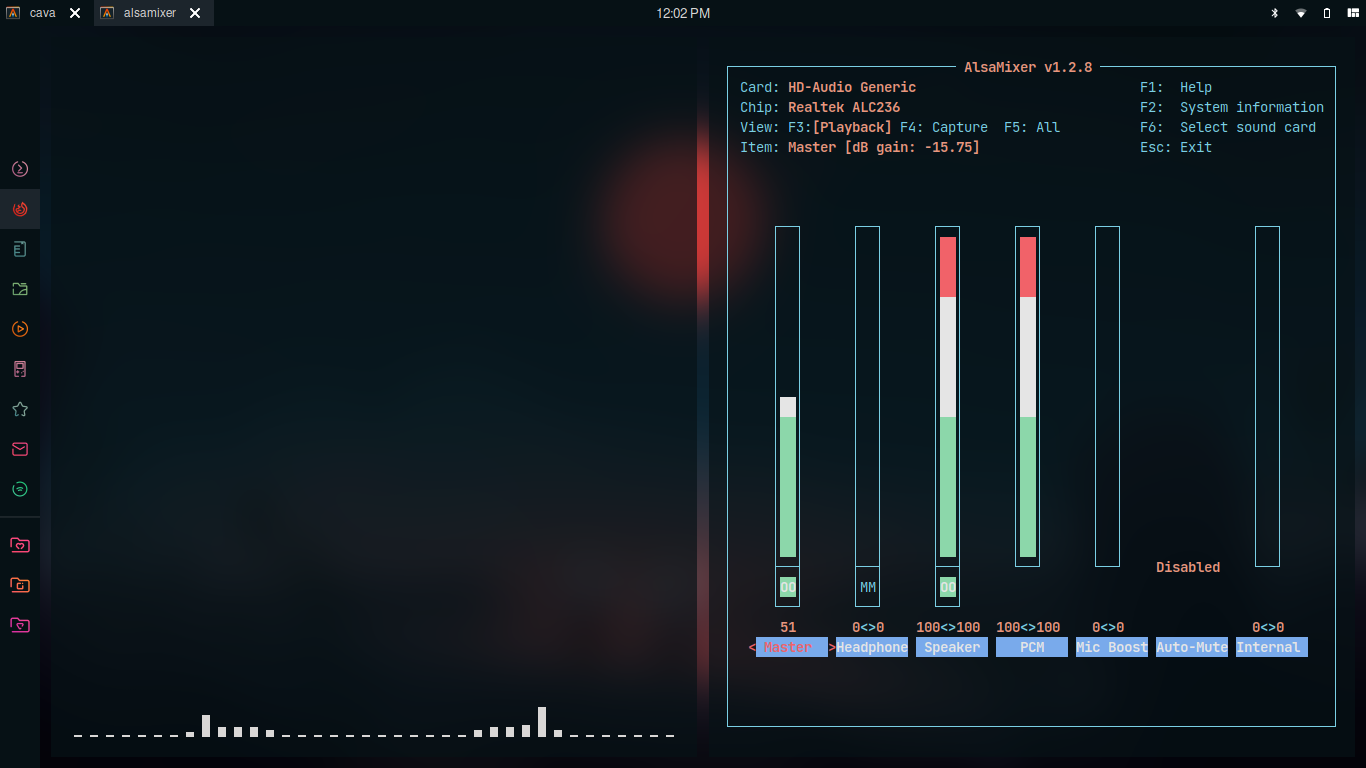 cava
alsamixer
12:02 PM
AlsaMixer v1.2.8
Card: HD-Audio Generic F1: Help
Chip: Realtek ALC236 F2: System information
View: F3:[Playback] F4: Capture F5: All F6: Select sound card
Item: Master [dB gain: -15.75] Esc: Exit
Disabled
OO MM OO
51 0<>0 100<>100 100<>100 0<>0 0<>0
< Master >Headphone Speaker PCM Mic Boost Auto-Mute Internal